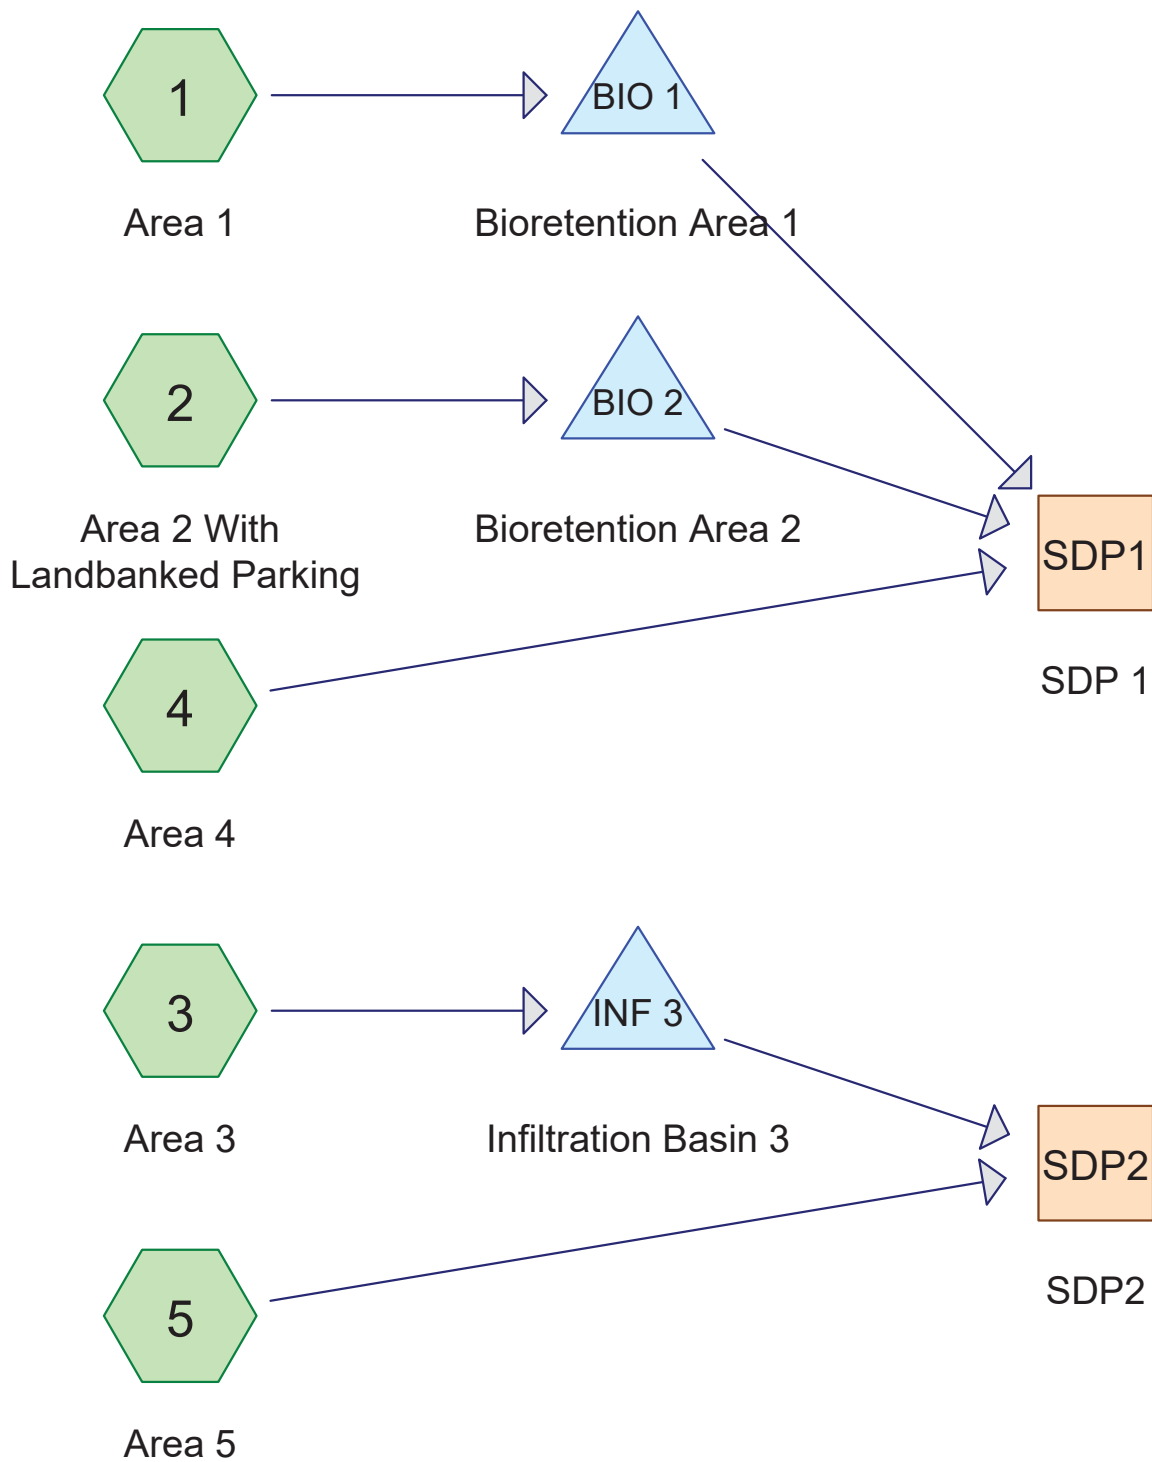 1
BIO 1
Area 1
Bioretention Area 1
2
BIO 2
Area 2 With
Landbanked Parking
Bioretention Area 2
SDP1
SDP 1
4
Area 4
3
INF 3
Area 3
Infiltration Basin 3
SDP2
SDP2
5
Area 5